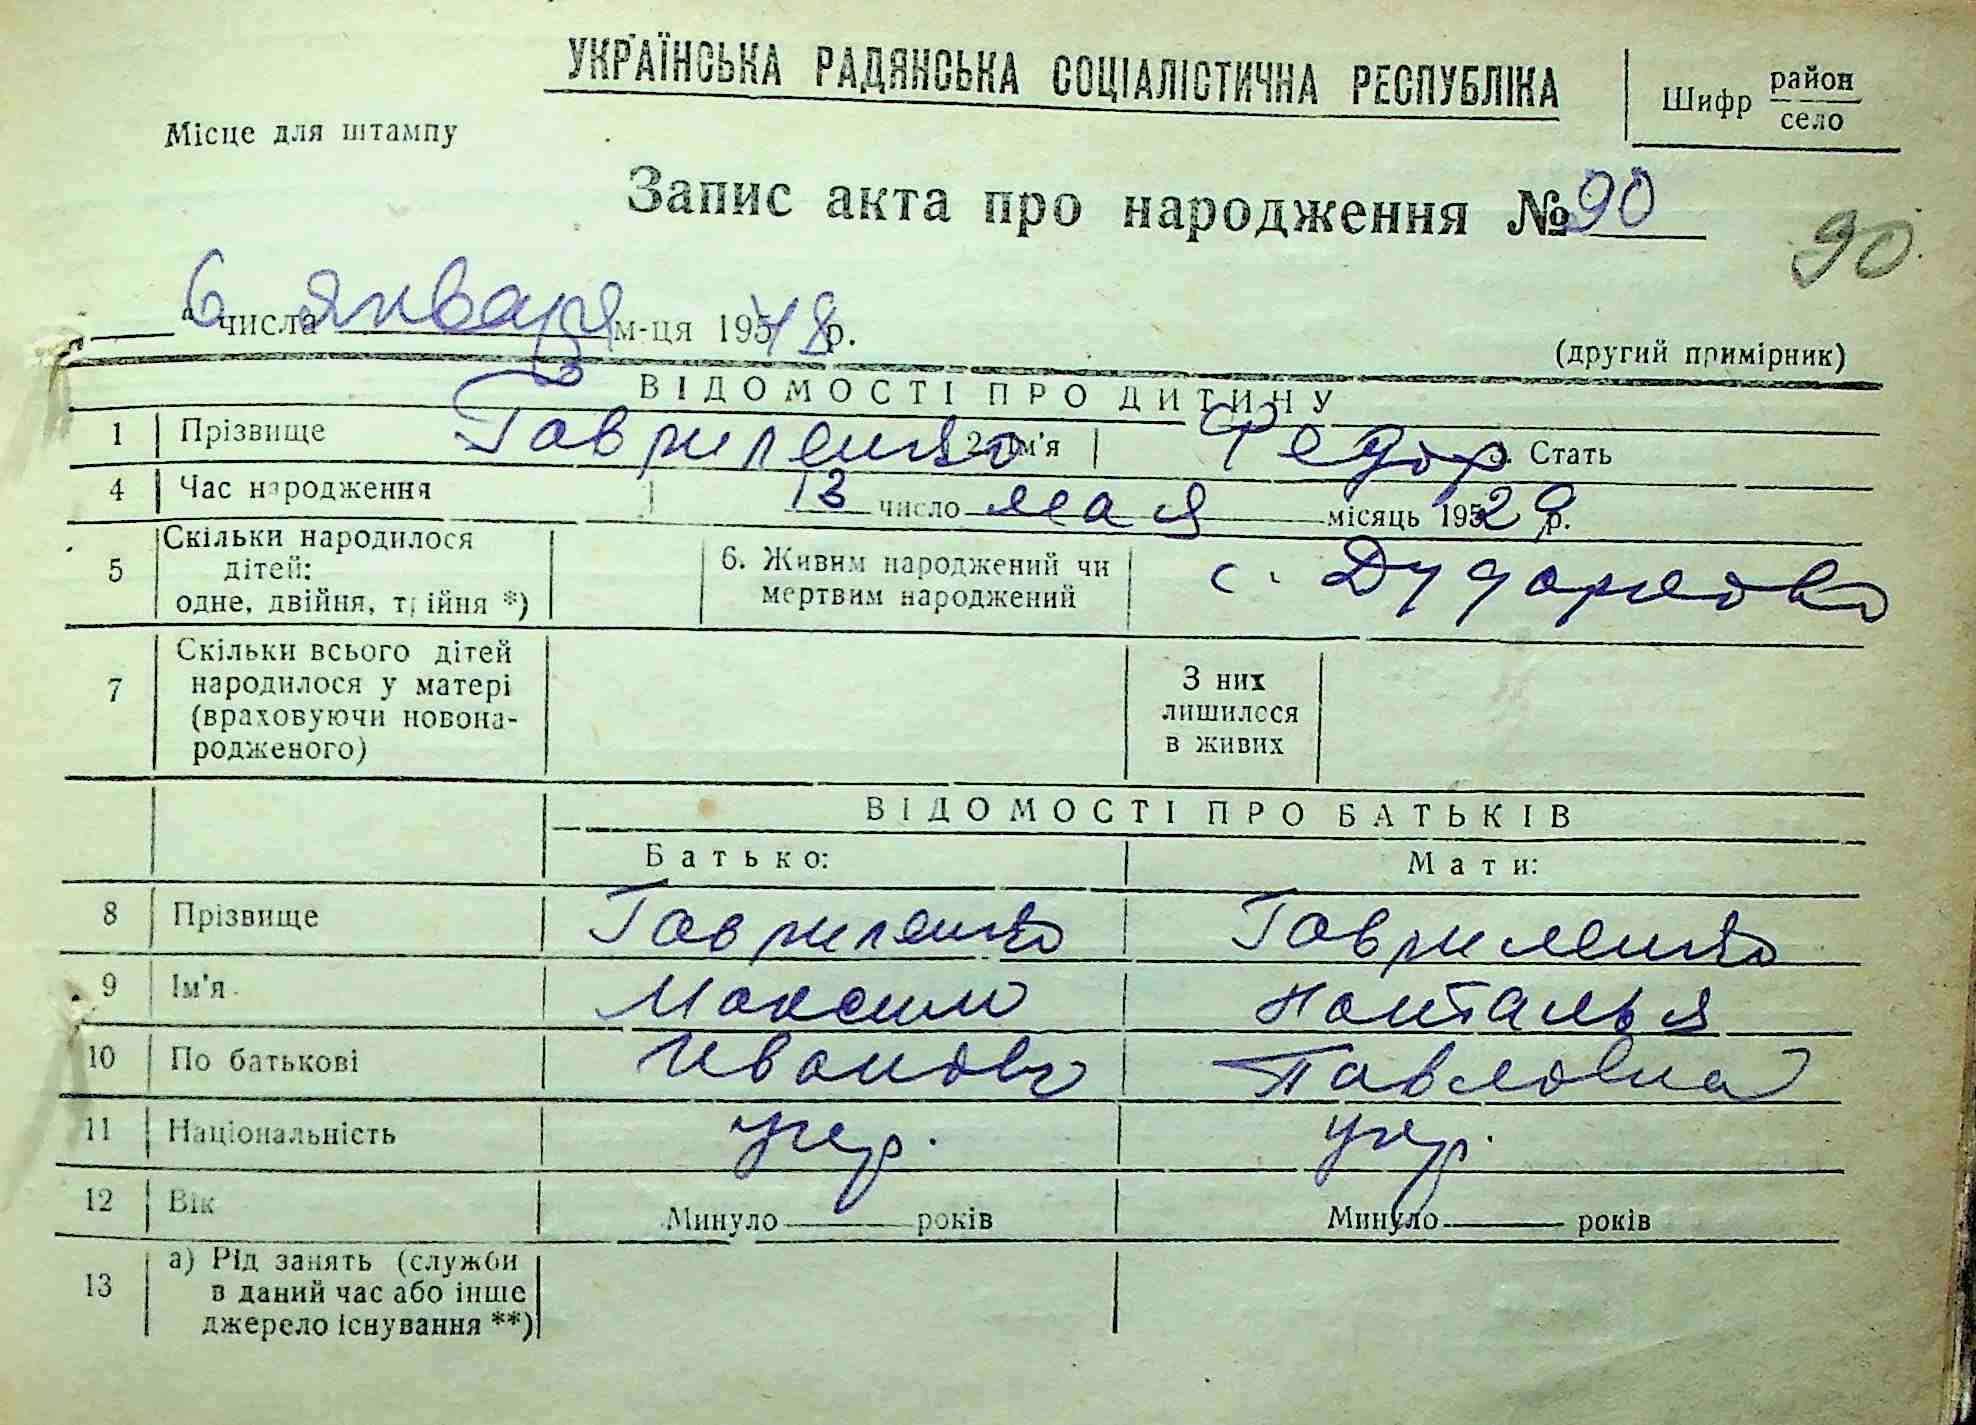 УКРАЇНСЬКА РАДЯНСЬКА СОЦІАЛІСТИЧНА РЕСПУБЛІКА
Шифр район
село
Місце для штампу
Запис акта про народження № 90
90
6 числа января м-ця 1948 р.
(другий примірник)
ВІДОМОСТІ ПРО ДИТИНУ
1 Прізвище Гавриленко 2. Ім'я Федор 3. Стать
4 Час народження 13 число мая місяць 1929 р.
5 Скільки народилося
дітей:
одне, двійня, трійня *)
6. Живим народжений чи
мертвим народжений
с. Дударково
7 Скільки всього дітей
народилося у матері
(враховуючи новона-
родженого)
З них
лишилося
в живих
ВІДОМОСТІ ПРО БАТЬКІВ
Батько: Мати:
8 Прізвище Гавриленко Гавриленко
9 Ім'я Максим Наталья
10 По батькові Иванович Павловна
11 Національність укр. укр.
12 Вік Минуло років Минуло років
13 а) Рід занять (служби
в даний час або інше
джерело існування **)